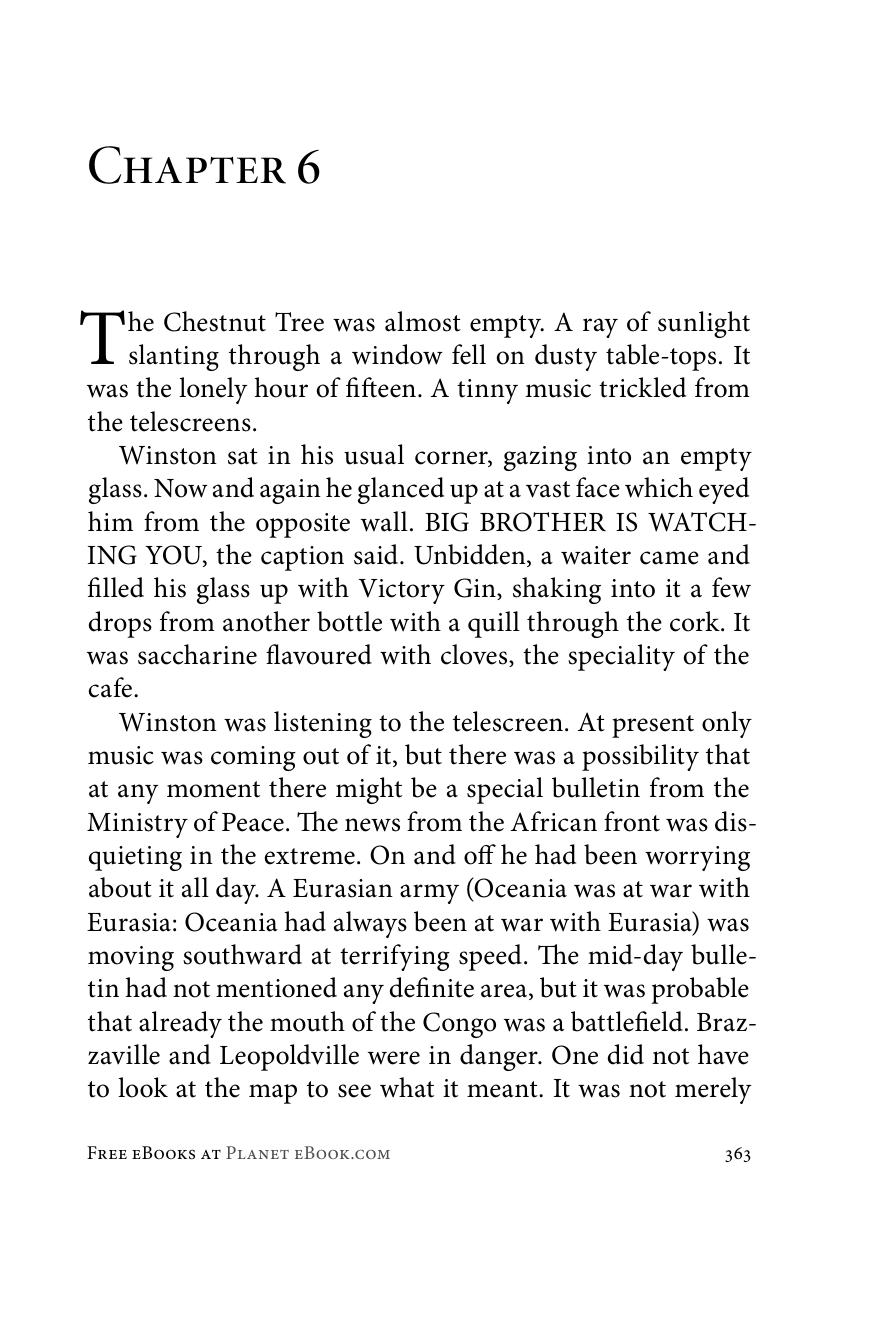 Chapter 6
The Chestnut Tree was almost empty. A ray of sunlight
slanting through a window fell on dusty table-tops. It
was the lonely hour of fifteen. A tinny music trickled from
the telescreens.
Winston sat in his usual corner, gazing into an empty
glass. Now and again he glanced up at a vast face which eyed
him from the opposite wall. BIG BROTHER IS WATCH-
ING YOU, the caption said. Unbidden, a waiter came and
filled his glass up with Victory Gin, shaking into it a few
drops from another bottle with a quill through the cork. It
was saccharine flavoured with cloves, the speciality of the
cafe.
Winston was listening to the telescreen. At present only
music was coming out of it, but there was a possibility that
at any moment there might be a special bulletin from the
Ministry of Peace. The news from the African front was dis-
quieting in the extreme. On and off he had been worrying
about it all day. A Eurasian army (Oceania was at war with
Eurasia: Oceania had always been at war with Eurasia) was
moving southward at terrifying speed. The mid-day bulle-
tin had not mentioned any definite area, but it was probable
that already the mouth of the Congo was a battlefield. Braz-
zaville and Leopoldville were in danger. One did not have
to look at the map to see what it meant. It was not merely
Free eBooks at Planet eBook.com 363